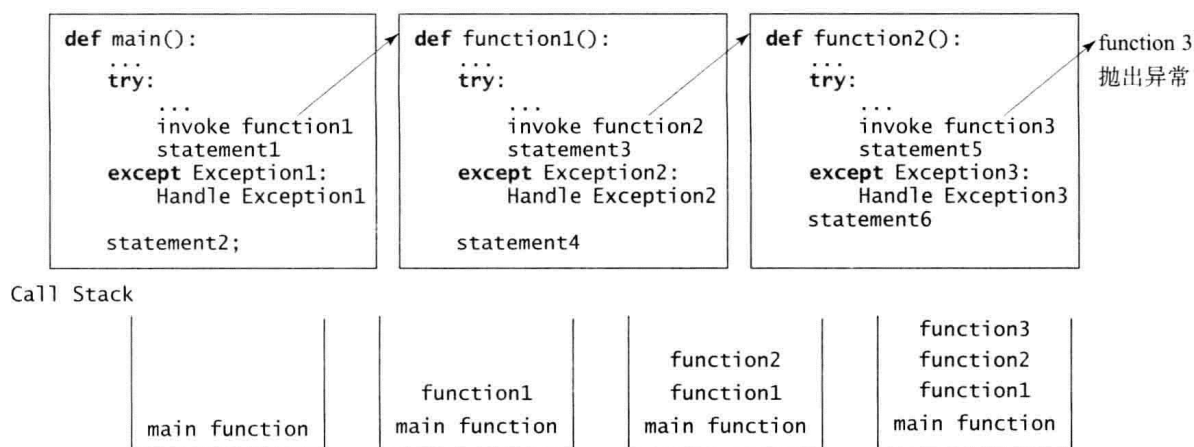 def main():
...
try:
...
invoke function1
statement1
except Exception1:
Handle Exception1
statement2;
def function1():
...
try:
...
invoke function2
statement3
except Exception2:
Handle Exception2
statement4
def function2():
...
try:
...
invoke function3
statement5
except Exception3:
Handle Exception3
statement6
function 3
抛出异常
Call Stack
main function
function1
main function
function2
function1
main function
function3
function2
function1
main function